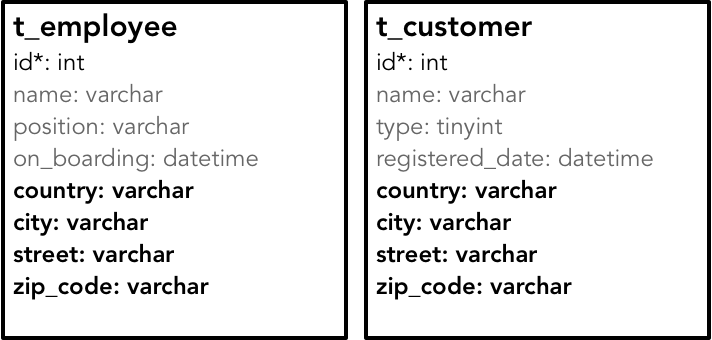 t_employee
id*: int
name: varchar
position: varchar
on_boarding: datetime
country: varchar
city: varchar
street: varchar
zip_code: varchar
t_customer
id*: int
name: varchar
type: tinyint
registered_date: datetime
country: varchar
city: varchar
street: varchar
zip_code: varchar